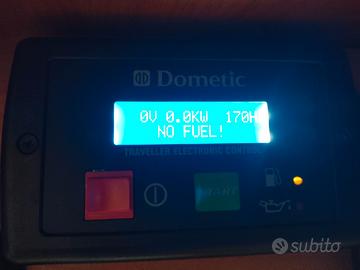 Dometic
0V 0.0KW 170H
NO FUEL!
TRAVELLER ELECTRONIC CONTROL
START
subito